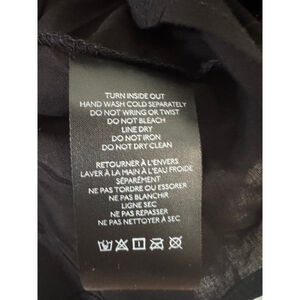 TURN INSIDE OUT
HAND WASH COLD SEPARATELY
DO NOT WRING OR TWIST
DO NOT BLEACH
LINE DRY
DO NOT IRON
DO NOT DRY CLEAN
RETOURNER À L'ENVERS
LAVER À LA MAIN À L'EAU FROIDE
SÉPARÉMENT
NE PAS TORDRE OU ESSORER
NE PAS BLANCHIR
LIGNE SEC
NE PAS REPASSER
NE PAS NETTOYER À SEC